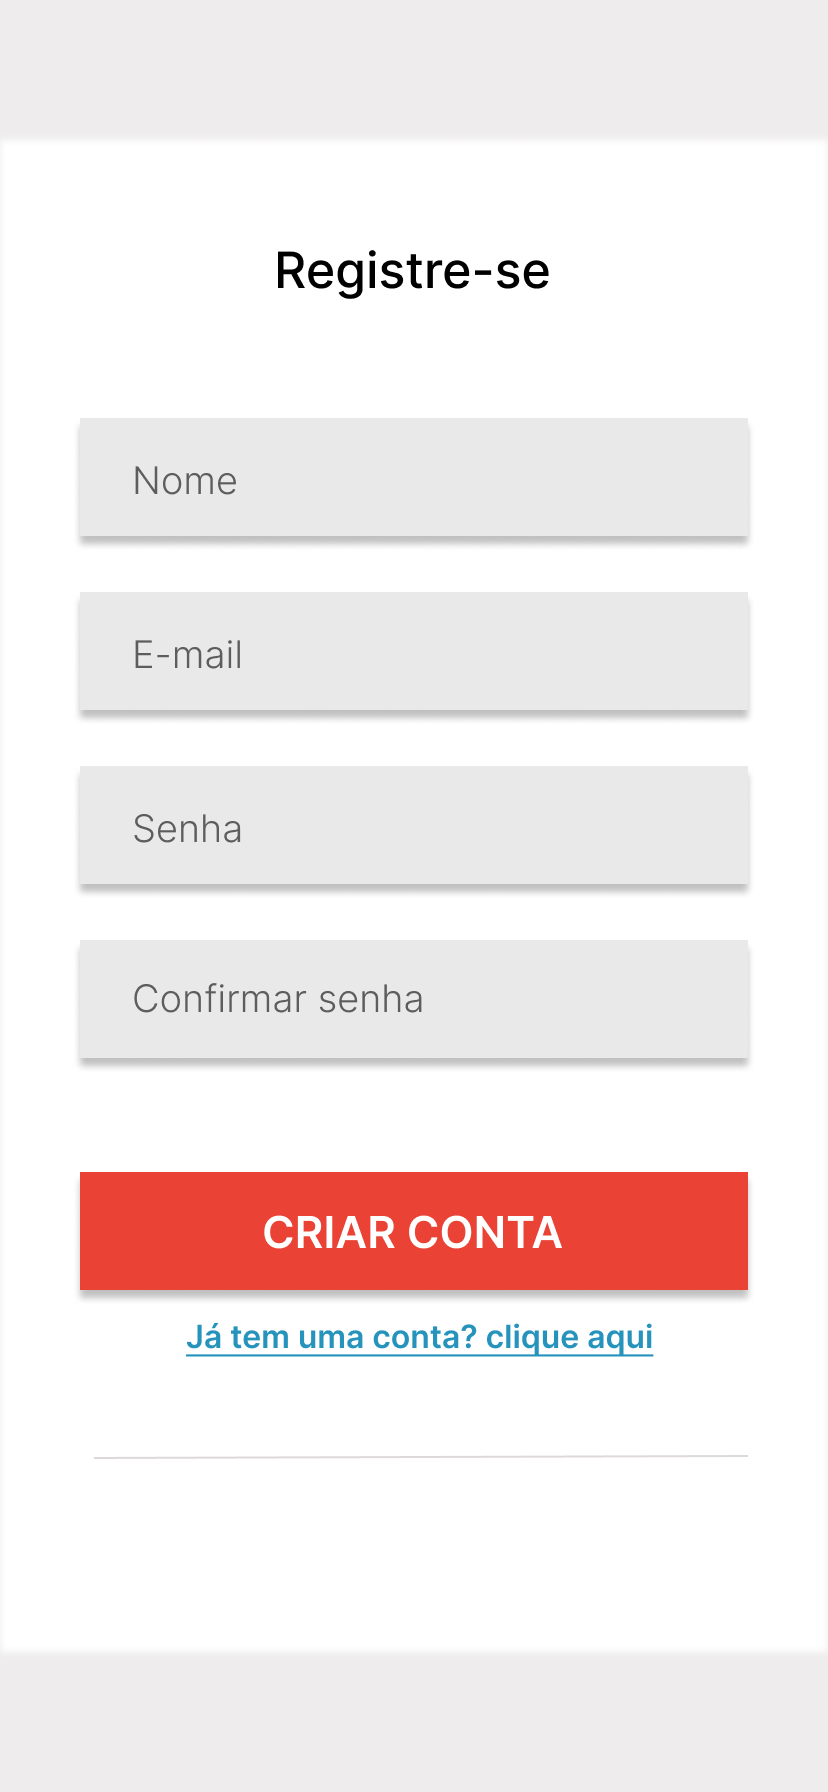 Registre-se
Nome
E-mail
Senha
Confirmar senha
CRIAR CONTA
Já tem uma conta? clique aqui